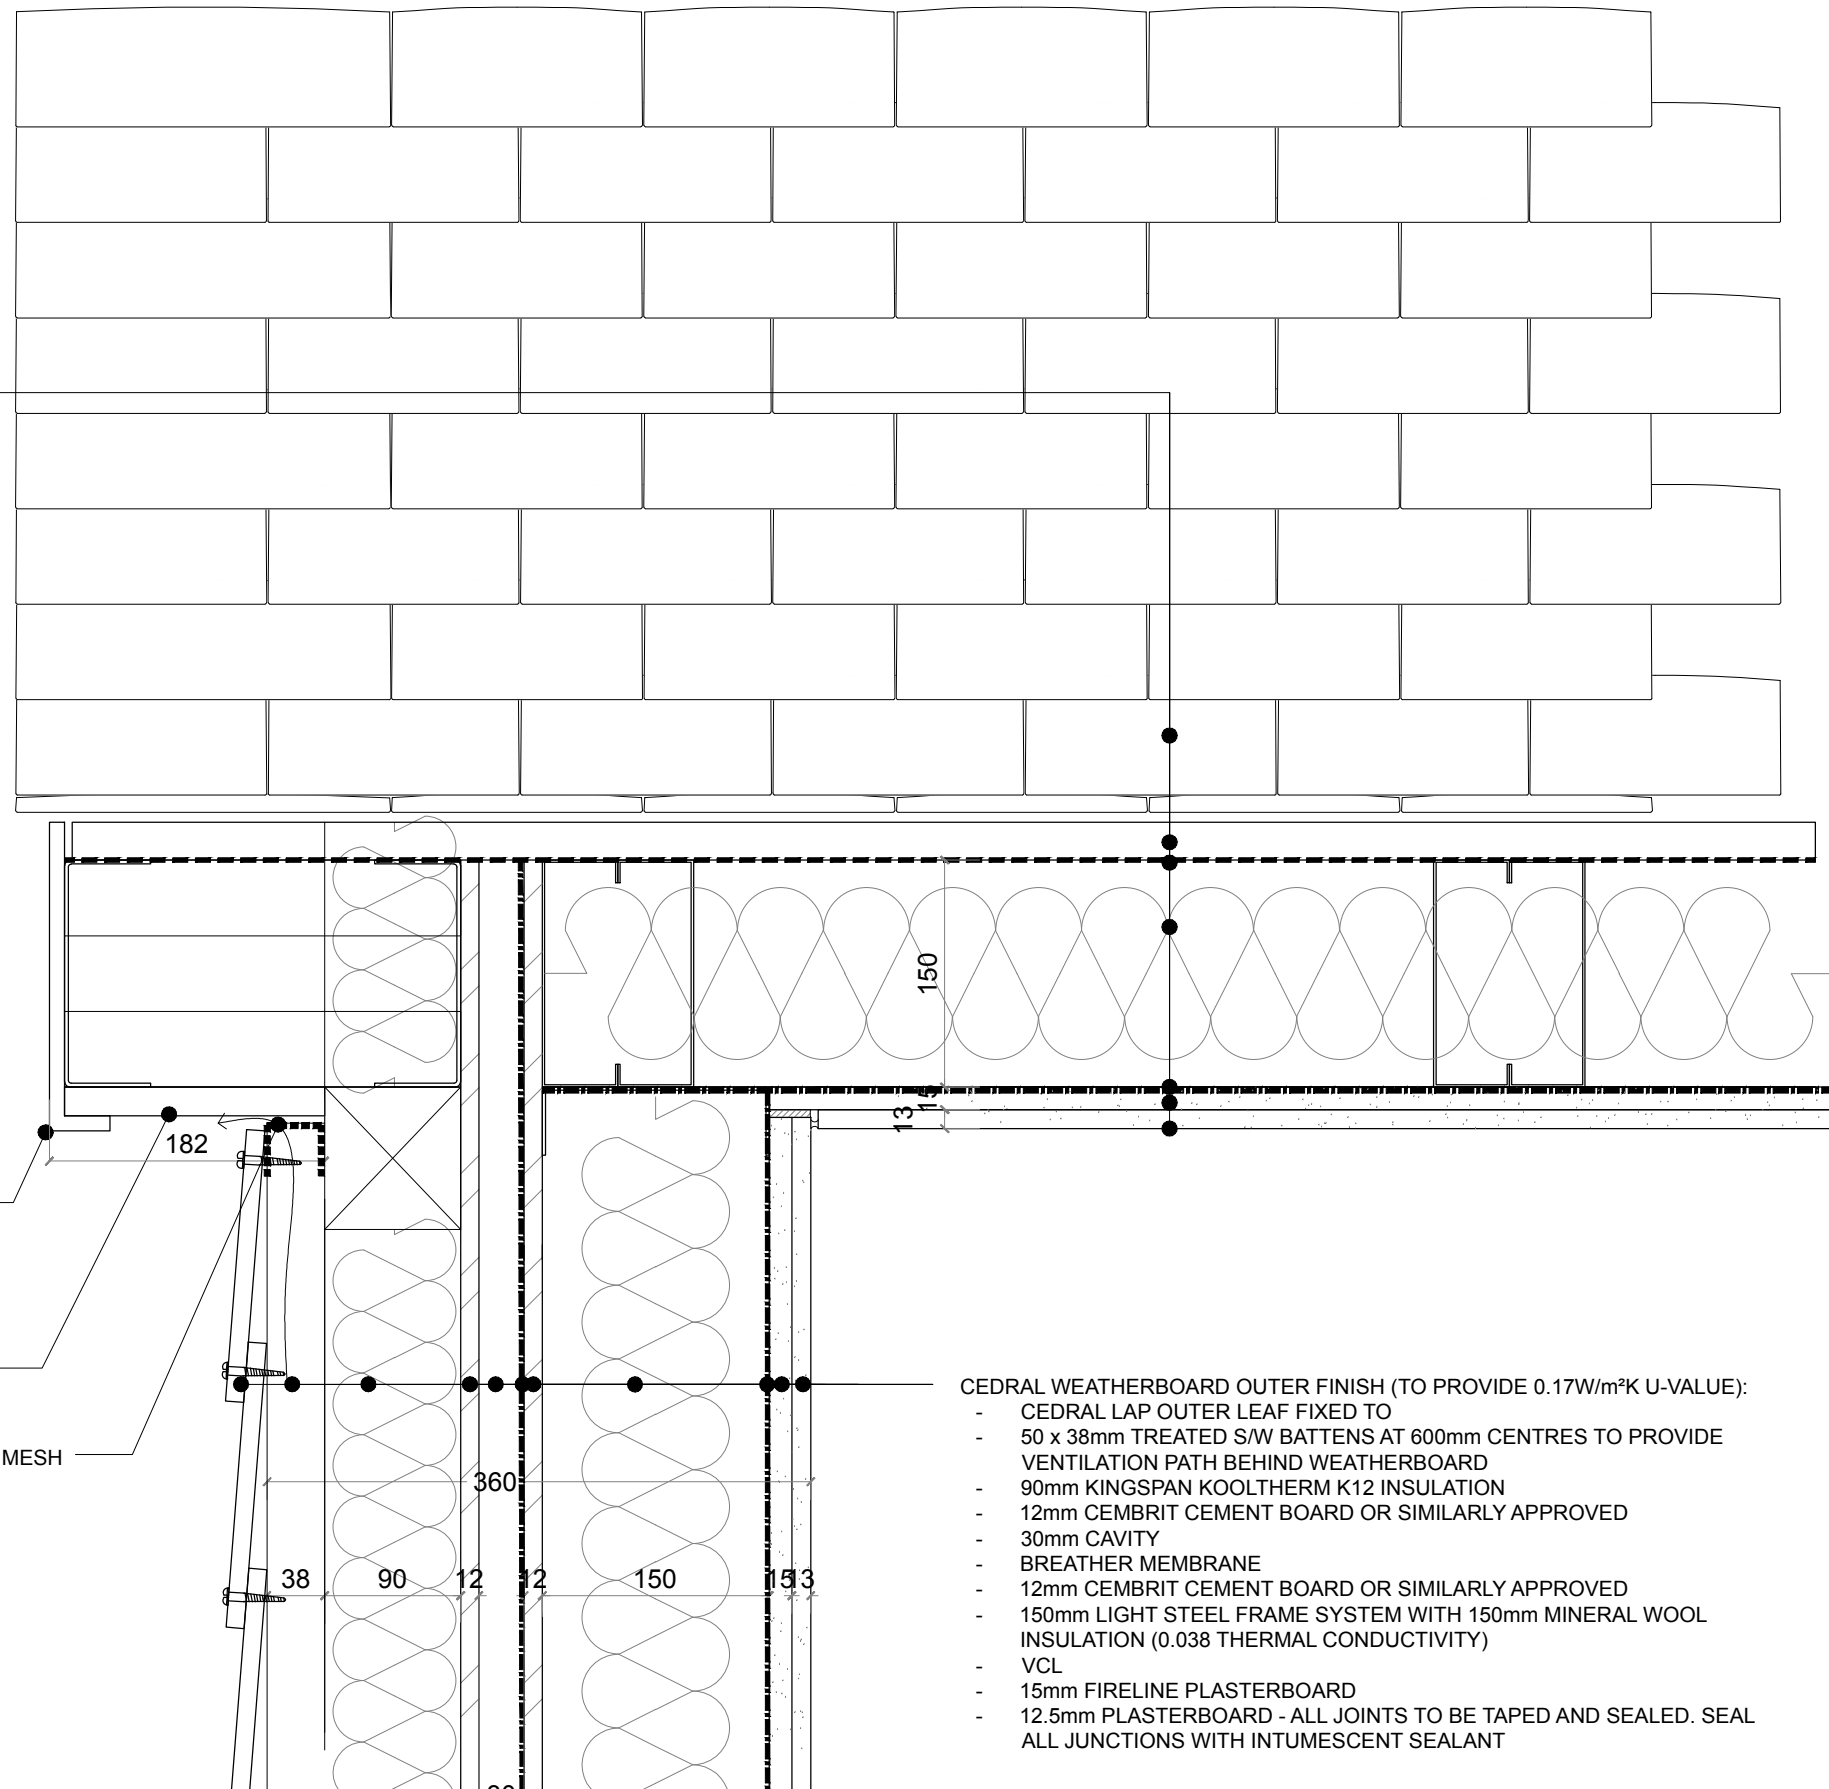 150
15
13
182
MESH
360
38 90 12 12 150 15 13
CEDRAL WEATHERBOARD OUTER FINISH (TO PROVIDE 0.17W/m²K U-VALUE):
- CEDRAL LAP OUTER LEAF FIXED TO
- 50 x 38mm TREATED S/W BATTENS AT 600mm CENTRES TO PROVIDE
VENTILATION PATH BEHIND WEATHERBOARD
- 90mm KINGSPAN KOOLTHERM K12 INSULATION
- 12mm CEMBRIT CEMENT BOARD OR SIMILARLY APPROVED
- 30mm CAVITY
- BREATHER MEMBRANE
- 12mm CEMBRIT CEMENT BOARD OR SIMILARLY APPROVED
- 150mm LIGHT STEEL FRAME SYSTEM WITH 150mm MINERAL WOOL
INSULATION (0.038 THERMAL CONDUCTIVITY)
- VCL
- 15mm FIRELINE PLASTERBOARD
- 12.5mm PLASTERBOARD - ALL JOINTS TO BE TAPED AND SEALED. SEAL
ALL JUNCTIONS WITH INTUMESCENT SEALANT